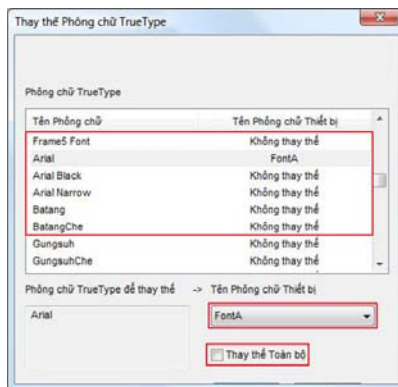 Thay thế Phông chữ TrueType
Phông chữ TrueType
Tên Phông chữ Tên Phông chữ Thiết bị
Frame5 Font Không thay thế
Arial FontA
Arial Black Không thay thế
Arial Narrow Không thay thế
Batang Không thay thế
BatangChe Không thay thế
Gungsuh Không thay thế
GungsuhChe Không thay thế
Phông chữ TrueType để thay thế -> Tên Phông chữ Thiết bị
Arial FontA
Thay thế Toàn bộ